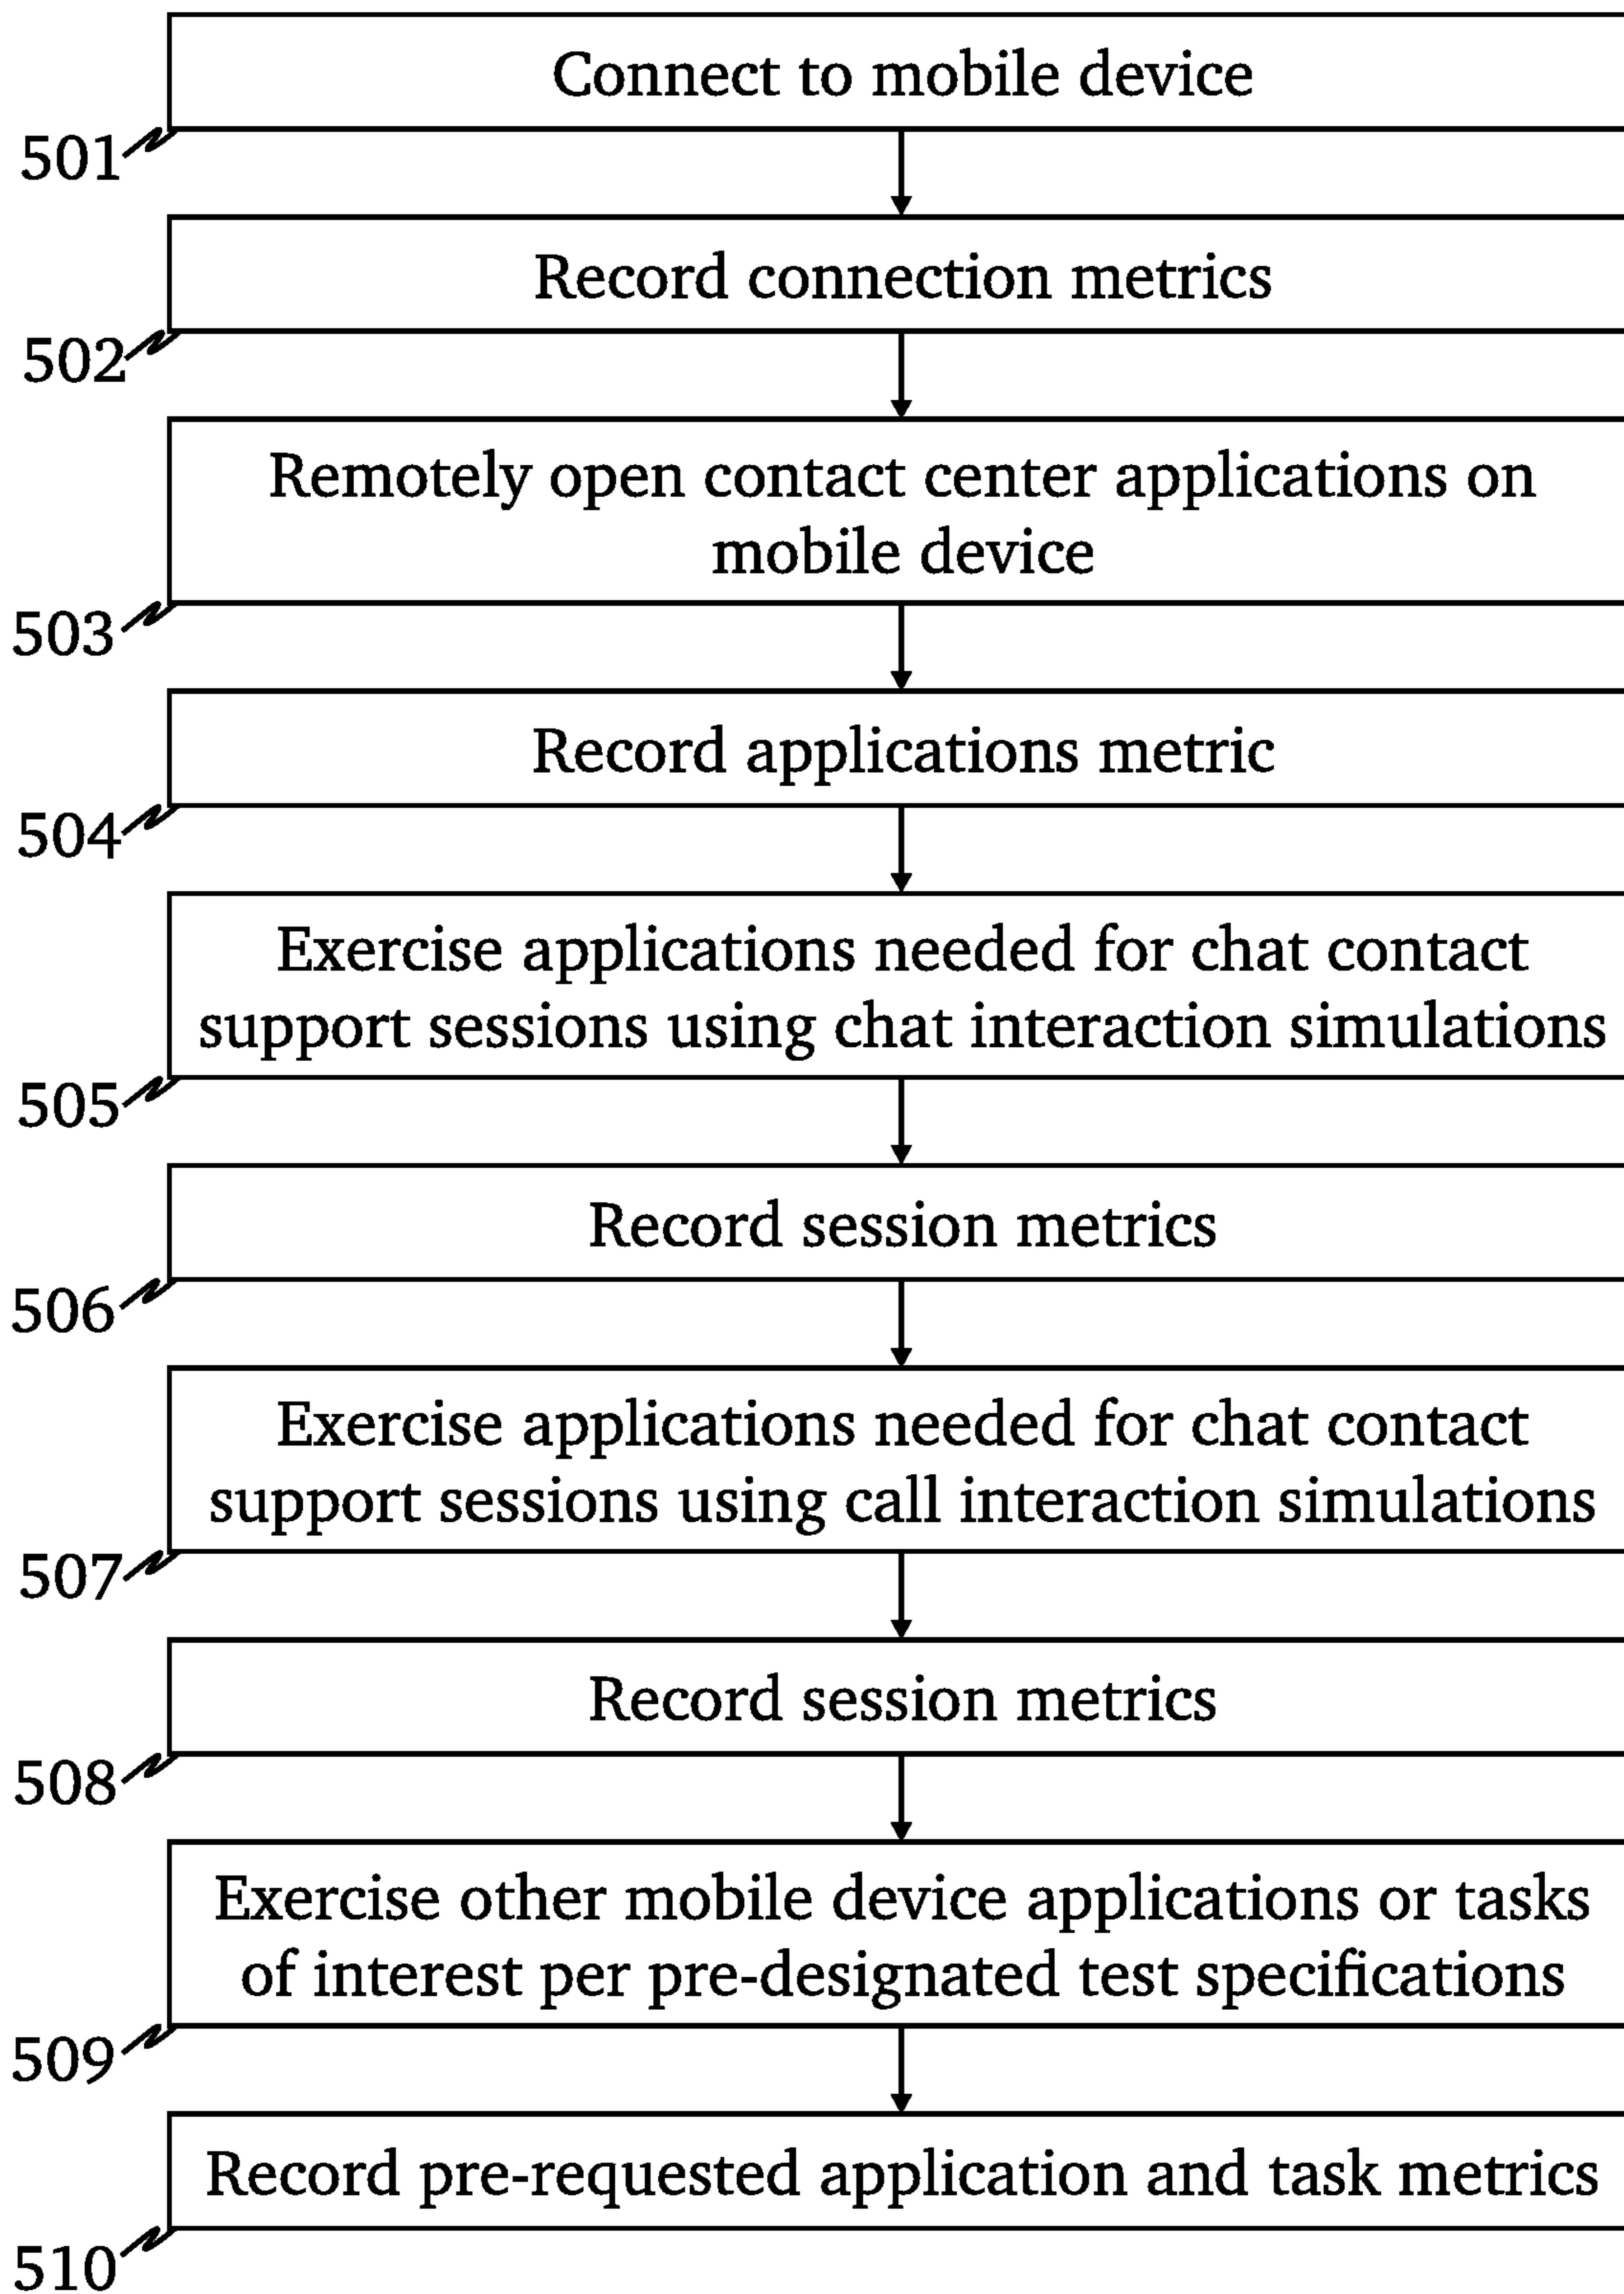 Connect to mobile device
501
Record connection metrics
502
Remotely open contact center applications on
mobile device
503
Record applications metric
504
Exercise applications needed for chat contact
support sessions using chat interaction simulations
505
Record session metrics
506
Exercise applications needed for chat contact
support sessions using call interaction simulations
507
Record session metrics
508
Exercise other mobile device applications or tasks
of interest per pre-designated test specifications
509
Record pre-requested application and task metrics
510